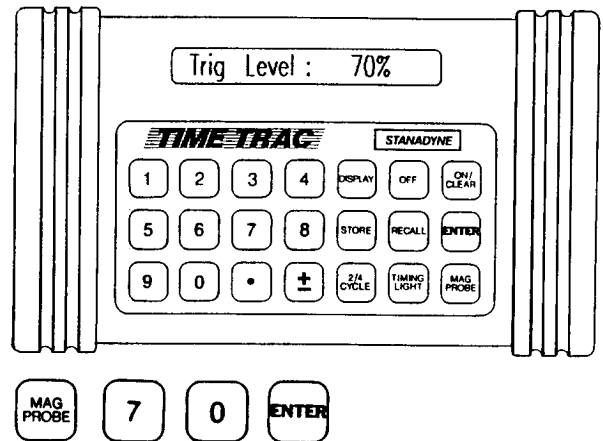 Trig Level : 70%
TIME TRAC STANADYNE
1 2 3 4 DISPLAY OFF ON/CLEAR
5 6 7 8 STORE RECALL ENTER
9 0 • ± 2/4 CYCLE TIMING LIGHT MAG PROBE
MAG PROBE 7 0 ENTER